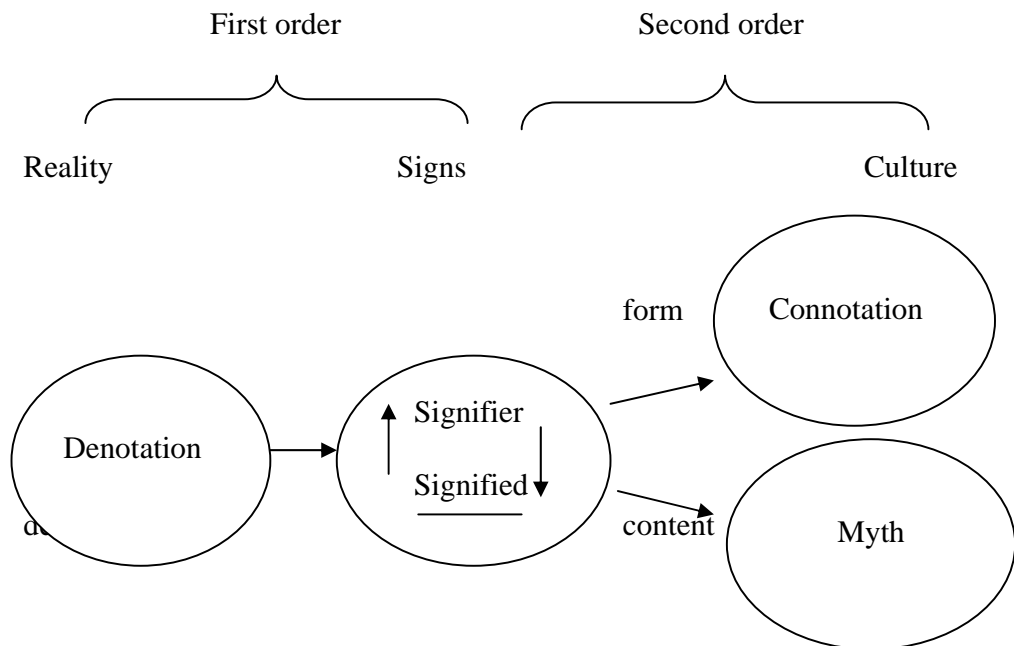 First order Second order
Reality Signs Culture
form Connotation
Signifier
Denotation
Signified
content Myth